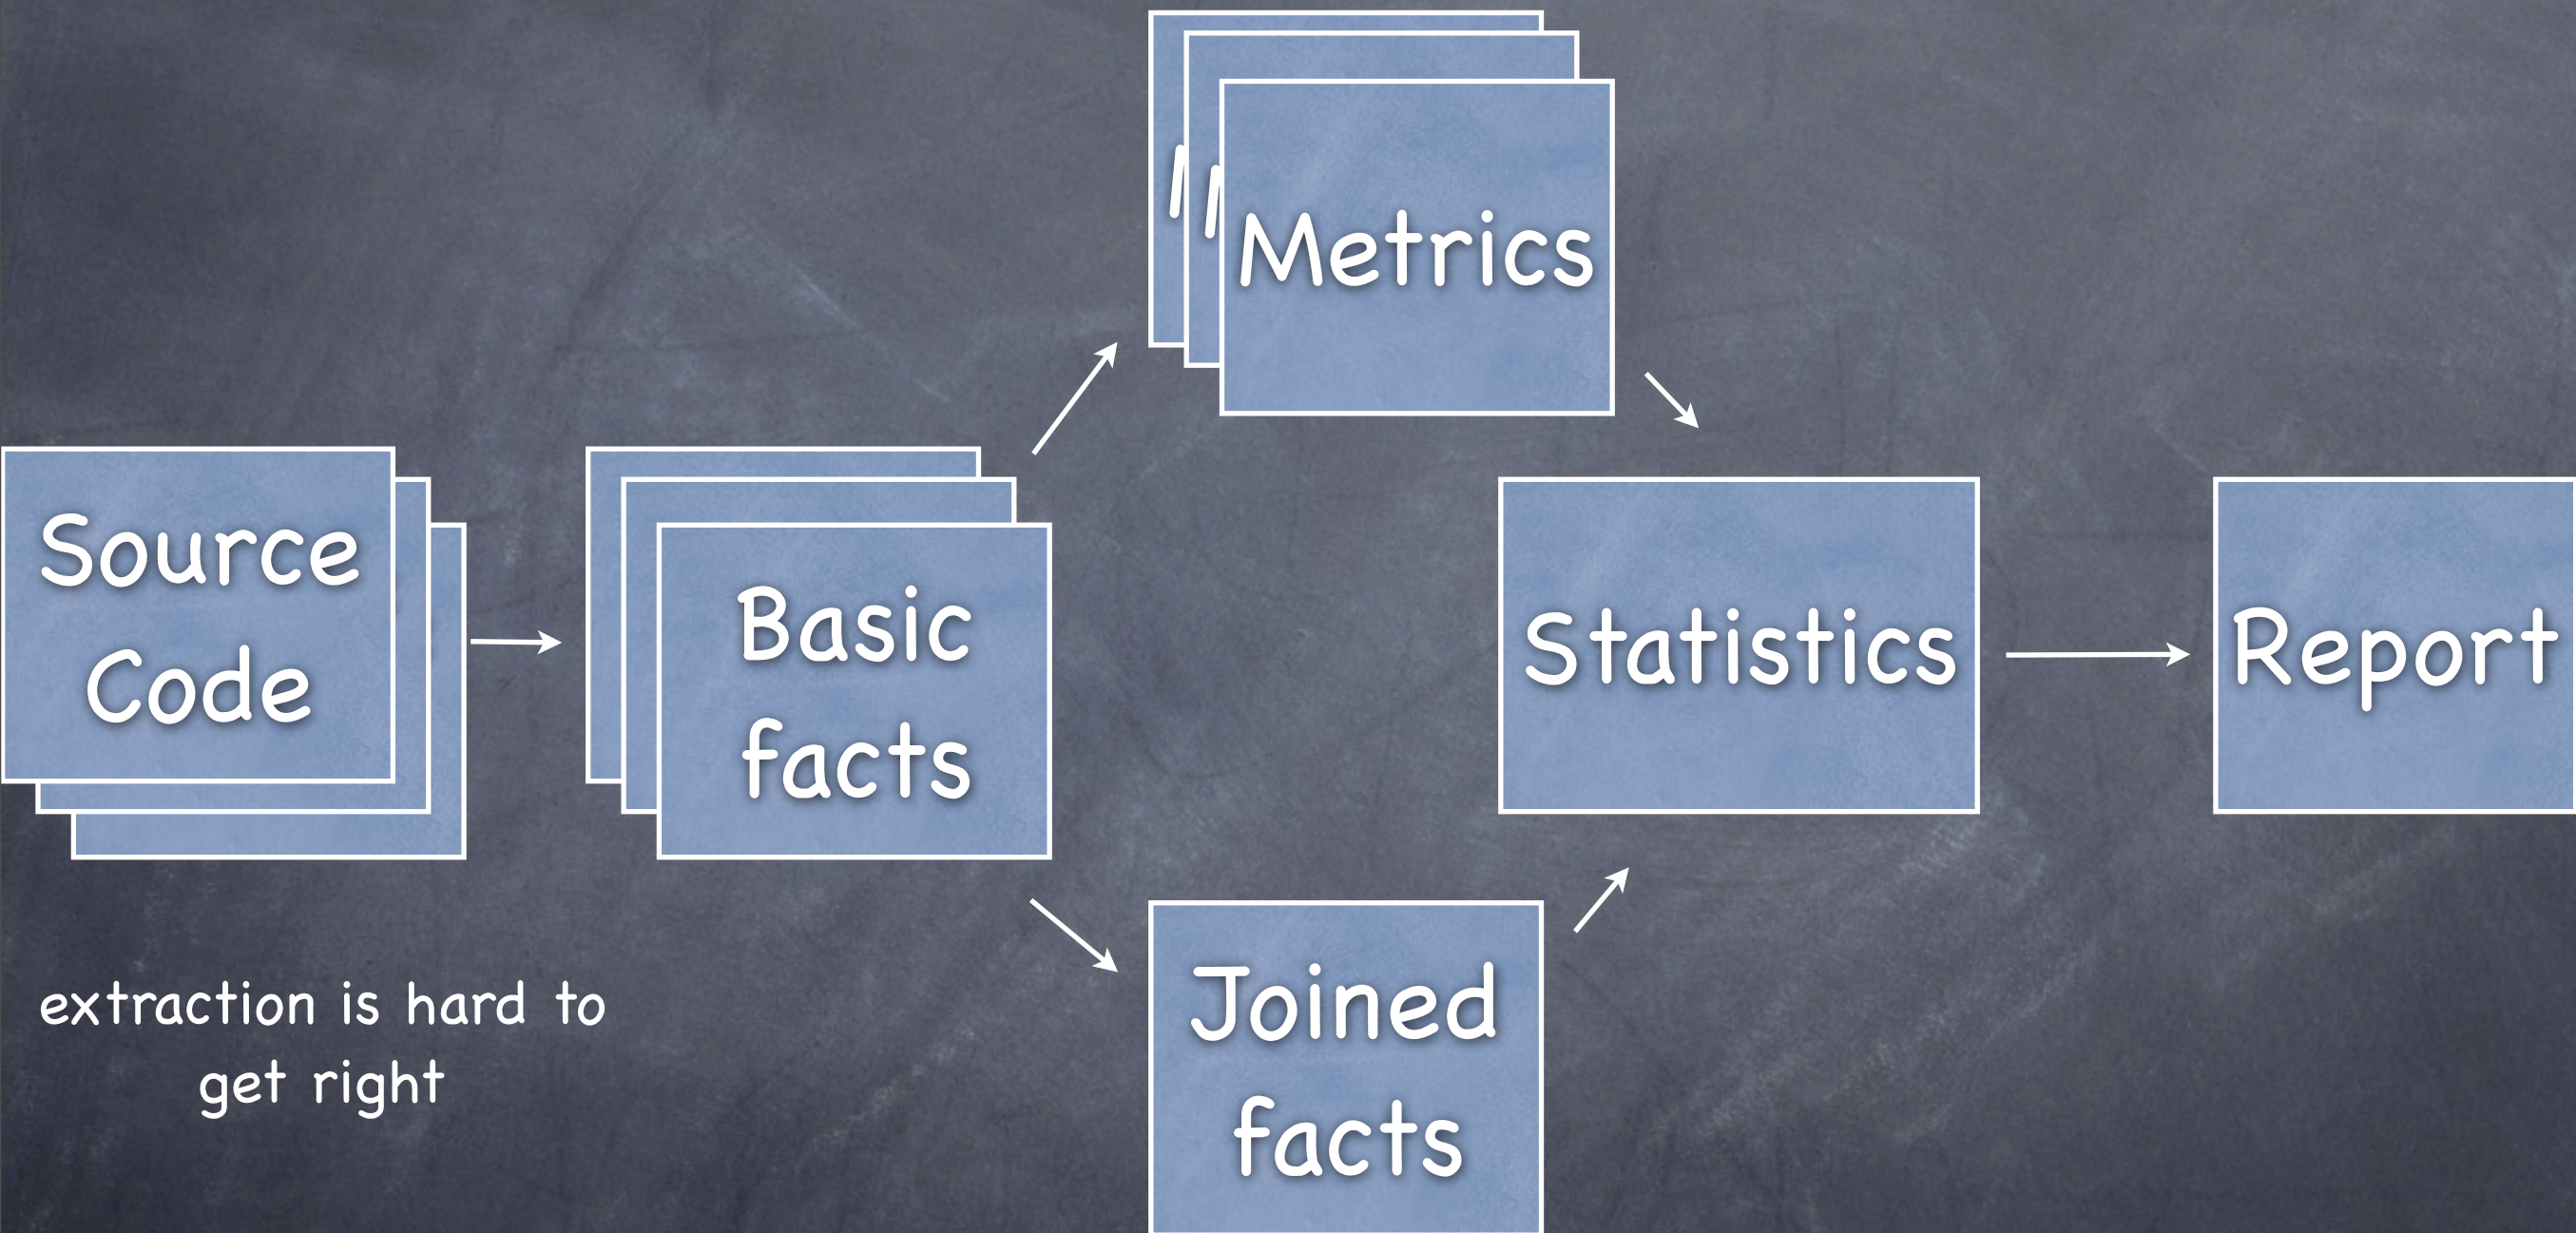 Metrics
Source
Code
Basic
facts
Statistics
Report
Joined
facts
extraction is hard to
get right